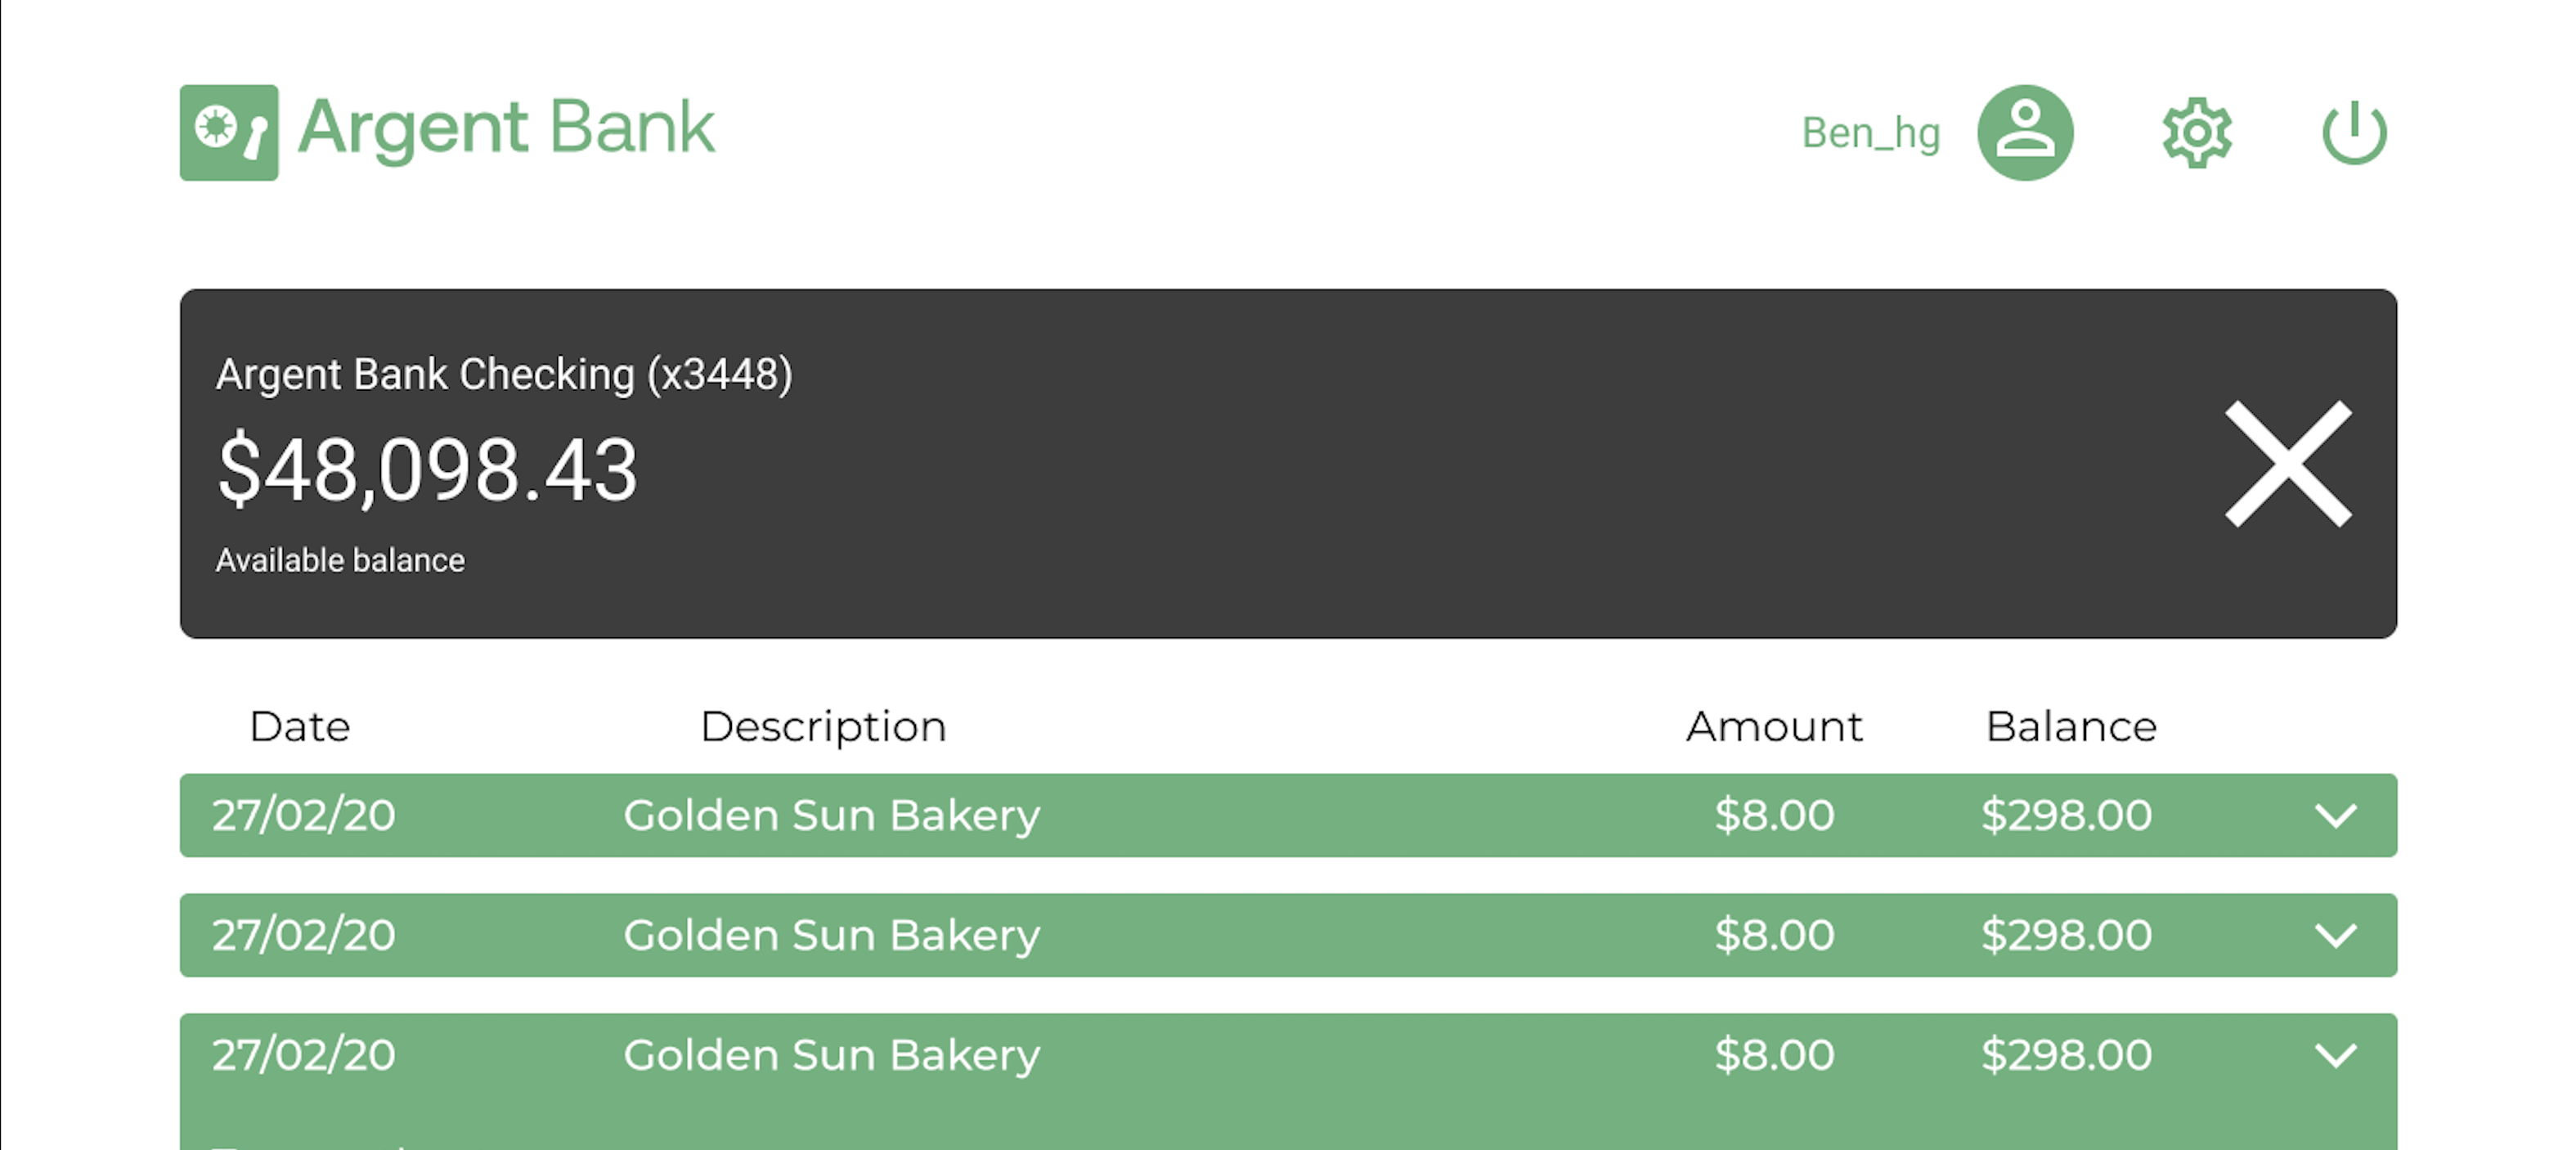 Argent Bank
Ben_hg
Argent Bank Checking (x3448)
$48,098.43
Available balance
Date Description Amount Balance
27/02/20 Golden Sun Bakery $8.00 $298.00
27/02/20 Golden Sun Bakery $8.00 $298.00
27/02/20 Golden Sun Bakery $8.00 $298.00